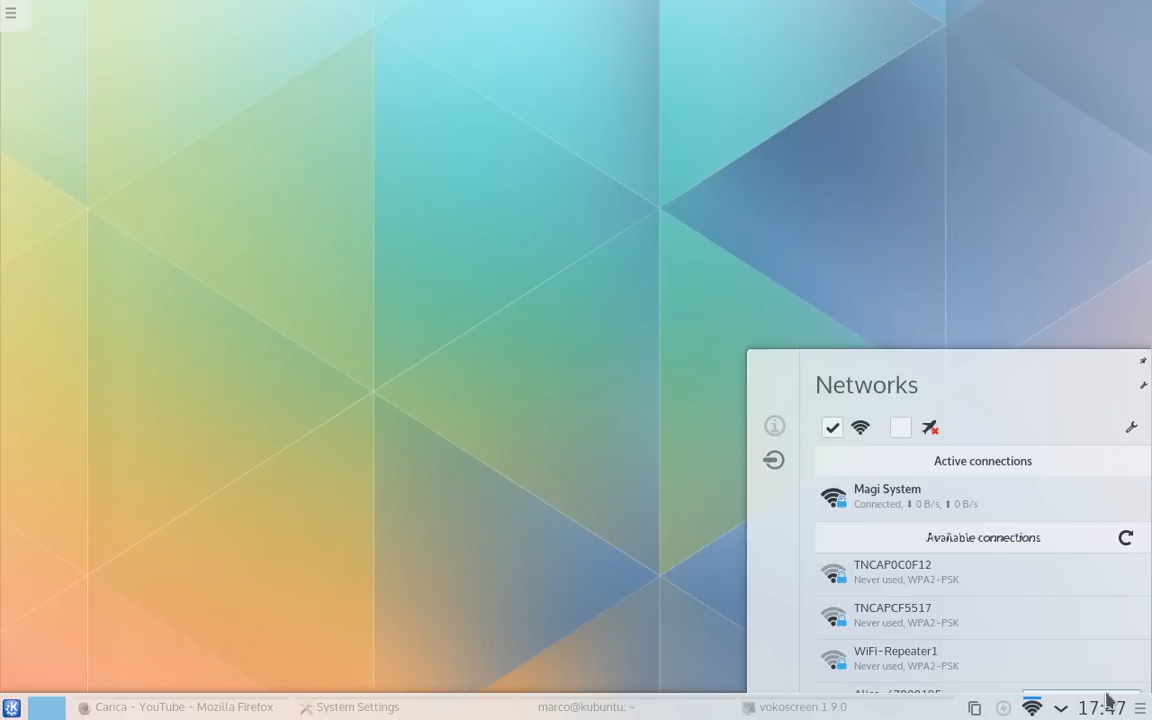 Networks
Active connections
Magi System
Connected, ⬇ 0 B/s, ⬆ 0 B/s
Available connections
TNCAP0C0F12
Never used, WPA2-PSK
TNCAPCF5517
Never used, WPA2-PSK
WiFi-Repeater1
Never used, WPA2-PSK
Carica - YouTube - Mozilla Firefox
System Settings
marco@kubuntu: ~
vokoscreen 1.9.0
17:47